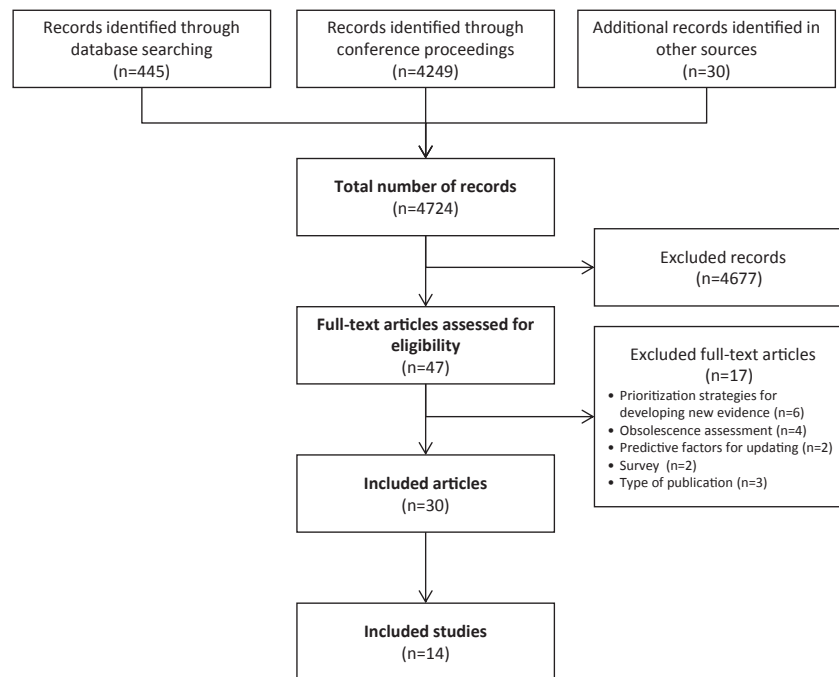 Records identified through
database searching
(n=445)
Records identified through
conference proceedings
(n=4249)
Additional records identified in
other sources
(n=30)
Total number of records
(n=4724)
Excluded records
(n=4677)
Full-text articles assessed for
eligibility
(n=47)
Excluded full-text articles
(n=17)
• Prioritization strategies for
developing new evidence (n=6)
• Obsolescence assessment (n=4)
• Predictive factors for updating (n=2)
• Survey (n=2)
• Type of publication (n=3)
Included articles
(n=30)
Included studies
(n=14)